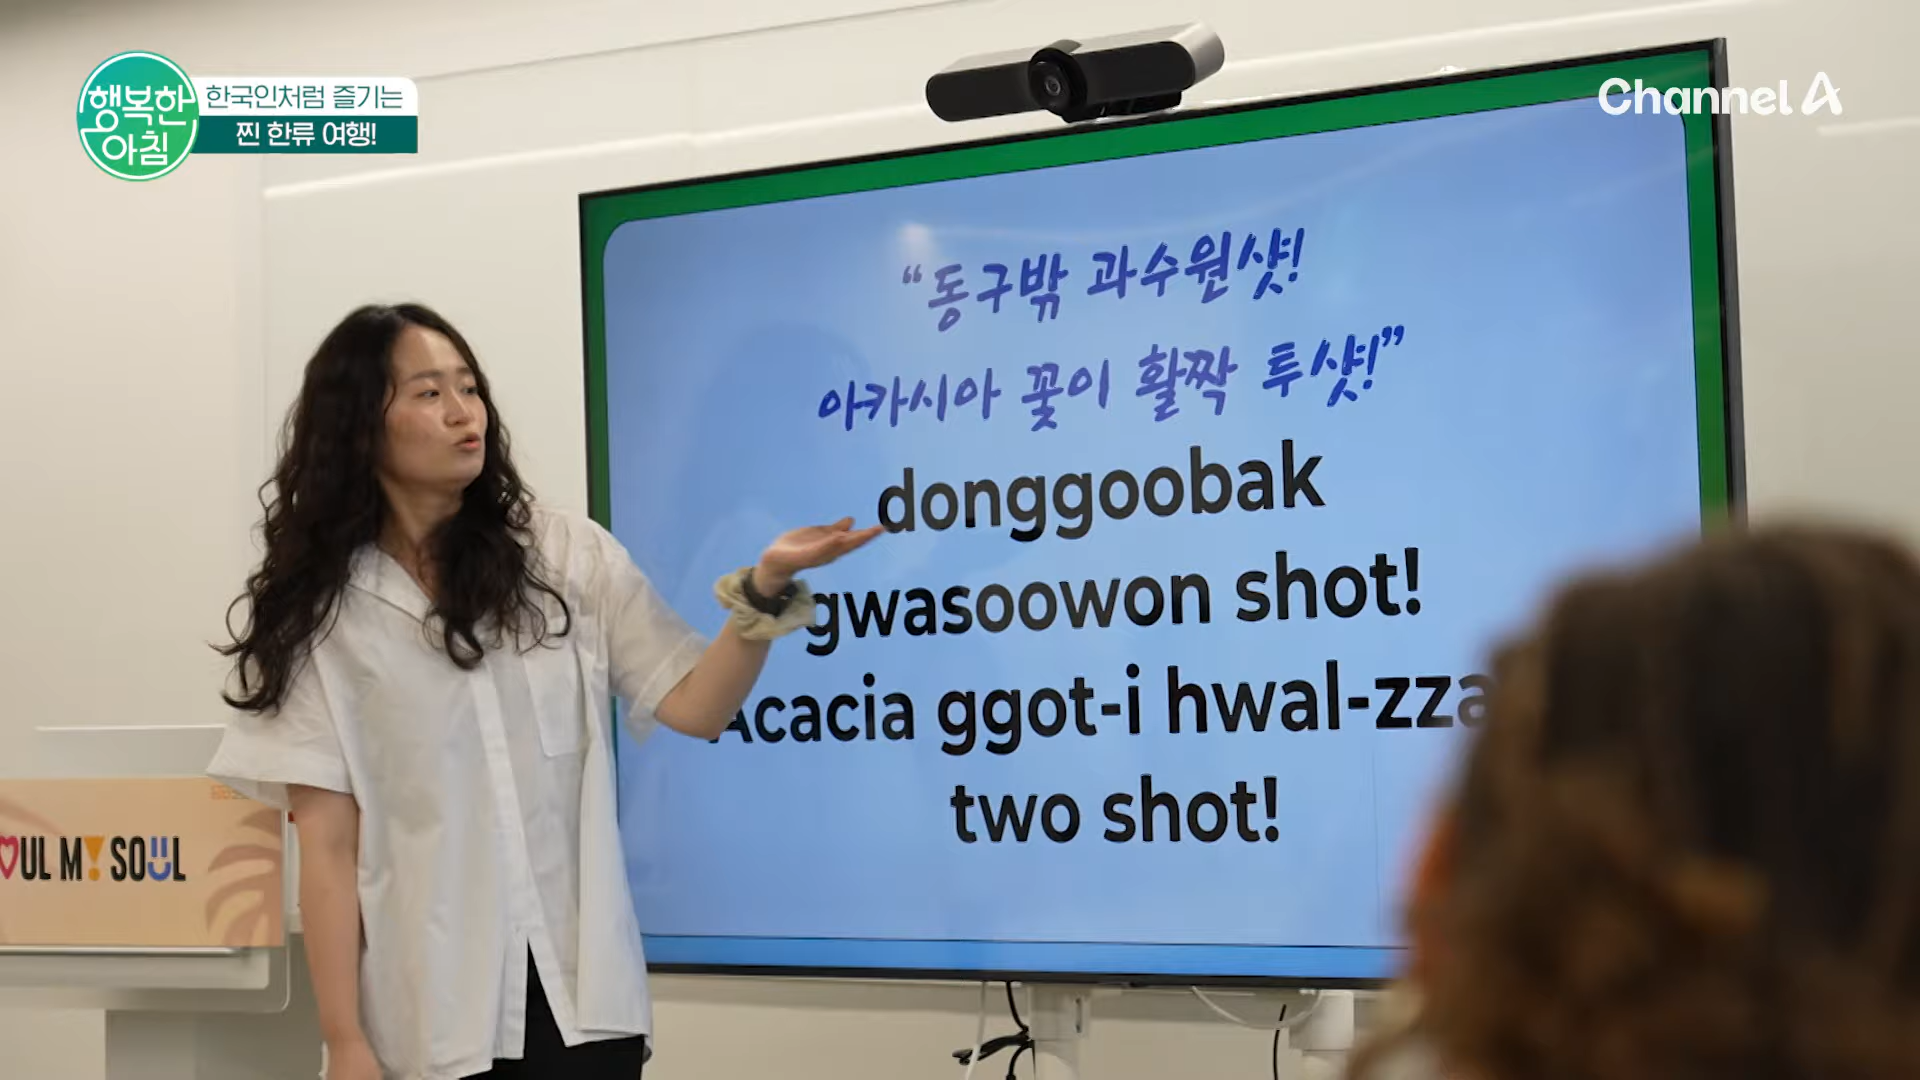 행복한
아침
한국인처럼 즐기는
찐 한류 여행!
Channel A
“동구밖 과수원샷!
아카시아 꽃이 활짝 투샷!”
donggoobak
gwasoowon shot!
Acacia ggot-i hwal-zza
two shot!
UL MY SOUL